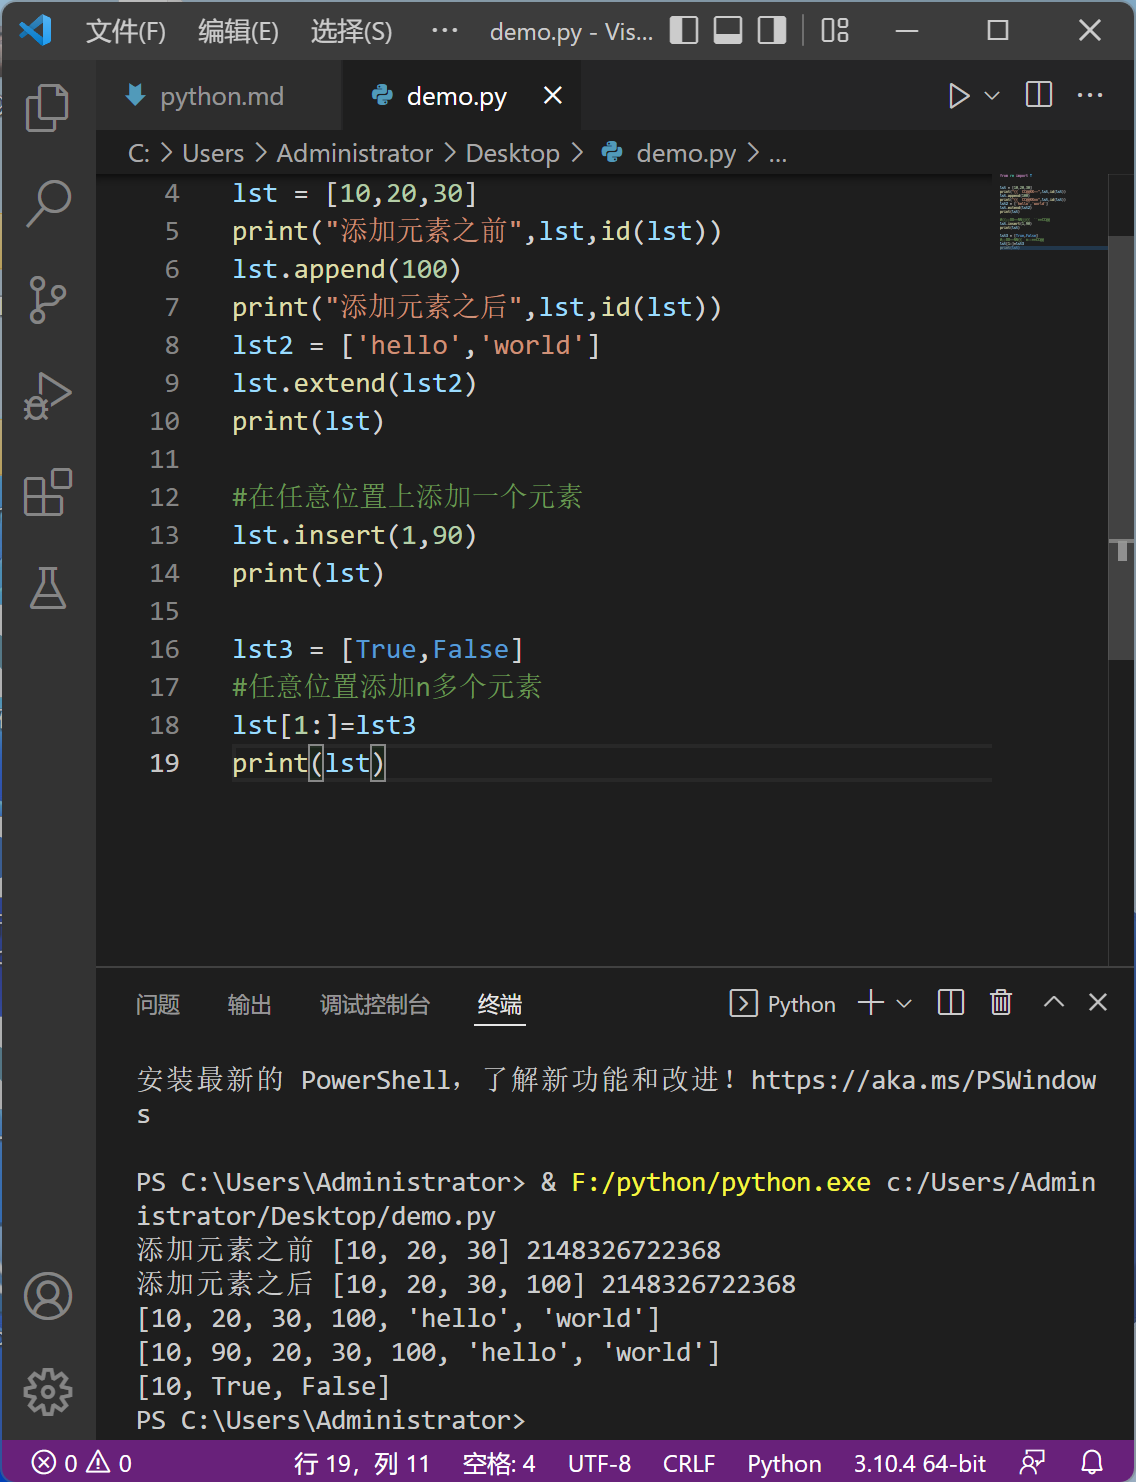 文件(F) 编辑(E) 选择(S) ··· demo.py - Vis...
python.md demo.py
C: > Users > Administrator > Desktop > demo.py > ...
4 lst = [10,20,30]
5 print("添加元素之前",lst,id(lst))
6 lst.append(100)
7 print("添加元素之后",lst,id(lst))
8 lst2 = ['hello','world']
9 lst.extend(lst2)
10 print(lst)
11
12 #在任意位置上添加一个元素
13 lst.insert(1,90)
14 print(lst)
15
16 lst3 = [True,False]
17 #任意位置添加n多个元素
18 lst[1:]=lst3
19 print(lst)
问题 输出 调试控制台 终端 Python
安装最新的 PowerShell，了解新功能和改进！https://aka.ms/PSWindow
s
PS C:\Users\Administrator> & F:/python/python.exe c:/Users/Admin
istrator/Desktop/demo.py
添加元素之前 [10, 20, 30] 2148326722368
添加元素之后 [10, 20, 30, 100] 2148326722368
[10, 20, 30, 100, 'hello', 'world']
[10, 90, 20, 30, 100, 'hello', 'world']
[10, True, False]
PS C:\Users\Administrator>
0 0 行 19，列 11 空格: 4 UTF-8 CRLF Python 3.10.4 64-bit